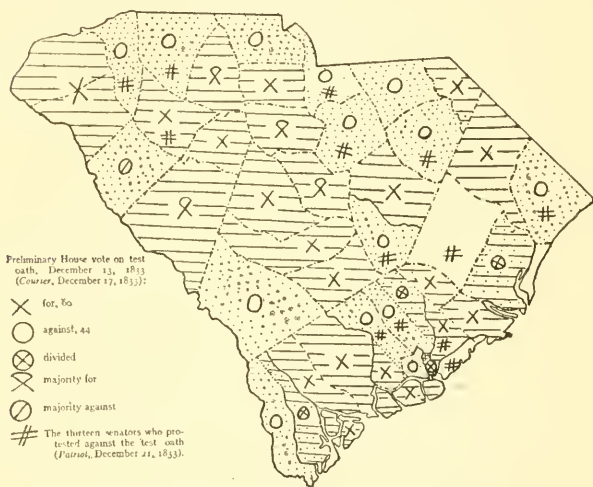 Preliminary House vote on test
oath, December 13, 1833
(Courier, December 17, 1833):
for, 80
against, 44
divided
majority for
majority against
The thirteen senators who pro-
tested against the test oath
(Patriot, December 21, 1833).